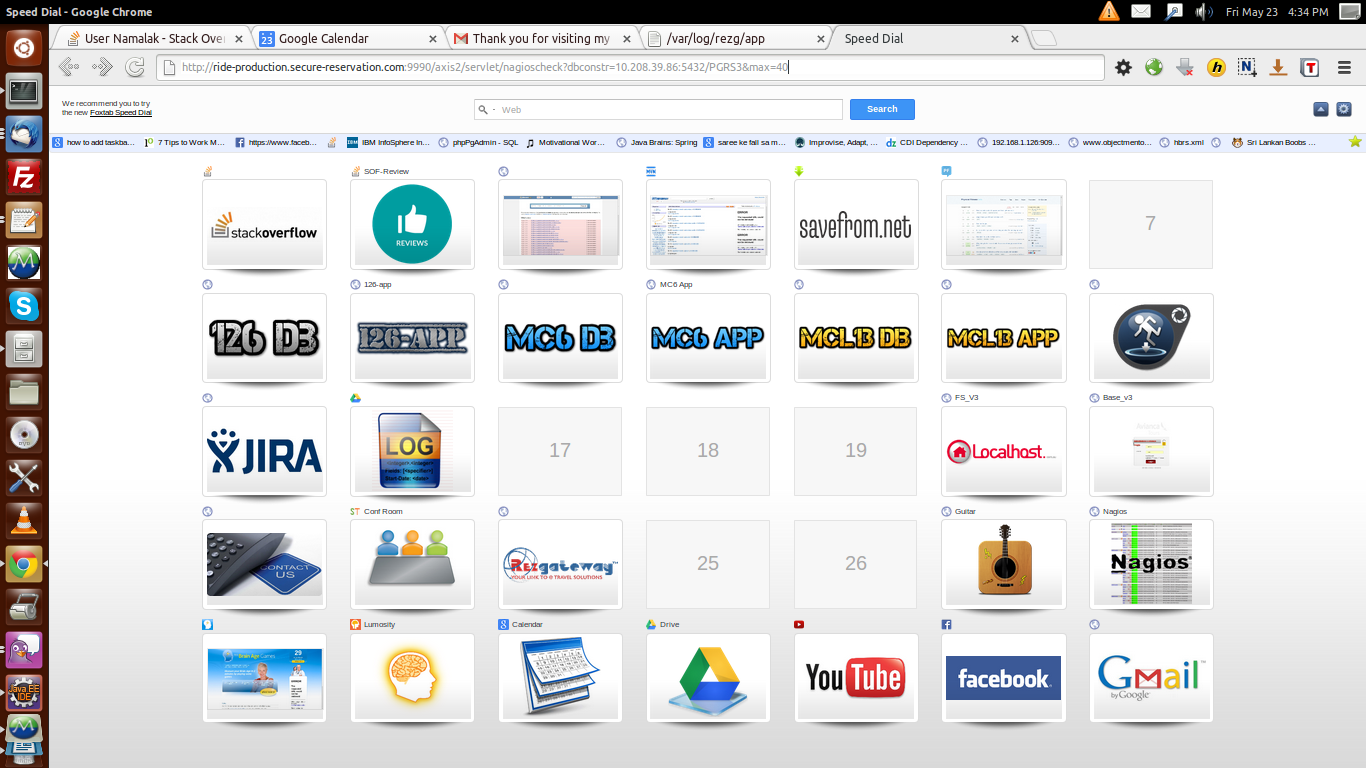 Speed Dial - Google Chrome
Fri May 23 4:34 PM
User Namalak - Stack Over
Google Calendar
Thank you for visiting my
/var/log/rezg/app
Speed Dial
http://ride-production.secure-reservation.com:9990/axis2/servlet/nagioscheck?dbconstr=10.208.39.86:5432/PGRS3&max=40
We recommend you to try
the new Foxtab Speed Dial
Web
Search
how to add taskba...
7 Tips to Work M...
https://www.faceb...
IBM InfoSphere In...
phpPgAdmin - SQL
Motivational Wor...
Java Brains: Spring
saree ke fall sa m...
Improvise, Adapt, ...
CDI Dependency ...
192.168.1.126:909...
www.objectmento...
hbrs.xml
Sri Lankan Boobs ...
SOF-Review
stackoverflow
REVIEWS
savefrom.net
7
126-app
MC6 App
126 DB
126-APP
MC6 DB
MC6 APP
MCL13 DB
MCL13 APP
FS_V3
Base_v3
JIRA
LOG
17
18
19
Localhost.
Conf Room
Guitar
Nagios
CONTACT US
Rezgateway™
YOUR LINK TO @ TRAVEL SOLUTIONS
25
26
Nagios®
Lumosity
Calendar
Drive
Brain Age Games
29
YouTube
facebook
Gmail™
by Google
Java EE
IDE